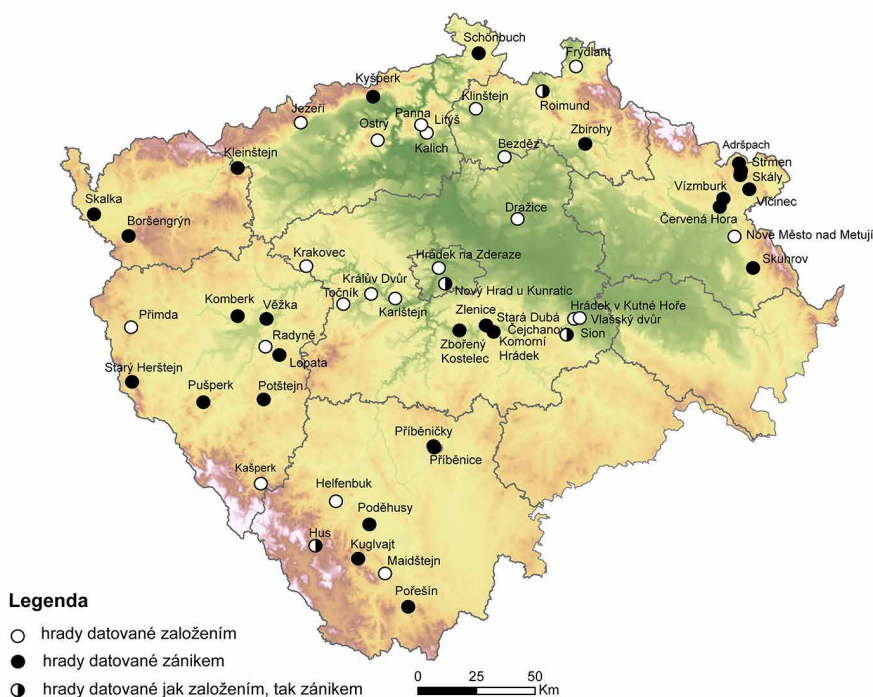 Schönbuch
Frýdlant
Kyšperk
Klinštejn
Roimund
Jezeří
Panna
Litýš
Ostrý
Kalich
Zbirohy
Bezděz
Adršpach
Střmen
Skály
Vlčinec
Vízmburk
Červená Hora
Kleinštejn
Skalka
Boršengrýn
Dražice
Nové Město nad Metují
Skuhrov
Krakovec
Hrádek na Zderaze
Králův Dvůr
Točník
Karlštejn
Nový Hrad u Kunratic
Komberk
Věžka
Přimda
Radyně
Lopata
Zlenice
Stará Dubá
Hrádek v Kutné Hoře
Vlašský dvůr
Čejchanov
Sion
Zbořený
Kostelec
Komorní
Hrádek
Starý Herštejn
Pušperk
Potštejn
Příběničky
Příběnice
Kašperk
Helfenbuk
Poděhusy
Hus
Kuglvajt
Maidštejn
Pořešín
Legenda
hrady datované založením
hrady datované zánikem
hrady datované jak založením, tak zánikem
0 25 50
Km